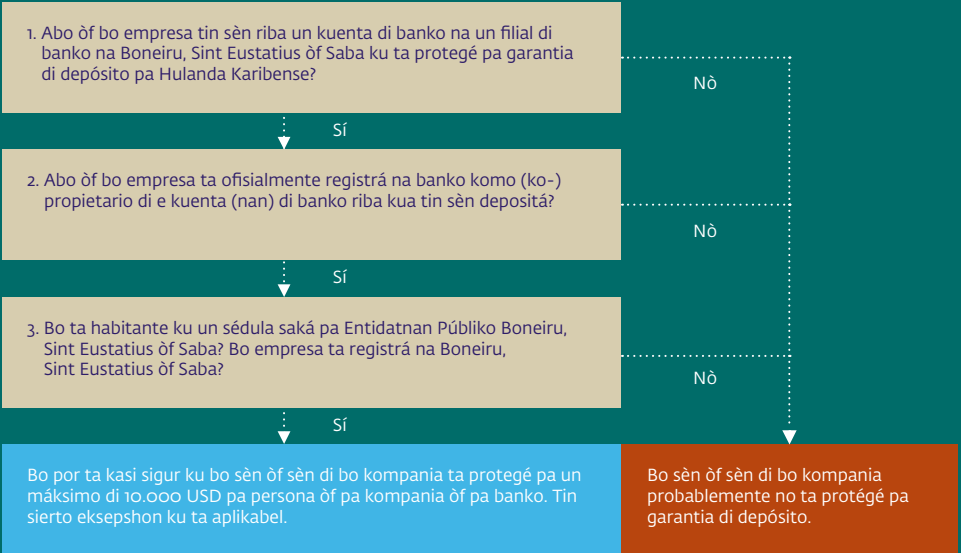 1. Abo òf bo empresa tin sèn riba un kuenta di banko na un filial di
banko na Boneiru, Sint Eustatius òf Saba ku ta protegé pa garantia
di depósito pa Hulanda Karibense?
Nò
Sí
2. Abo òf bo empresa ta ofisialmente registrá na banko komo (ko-)
propietario di e kuenta (nan) di banko riba kua tin sèn depositá?
Nò
Sí
3. Bo ta habitante ku un sédula saká pa Entidatnan Públiko Boneiru,
Sint Eustatius òf Saba? Bo empresa ta registrá na Boneiru,
Sint Eustatius òf Saba?
Nò
Sí
Bo por ta kasi sigur ku bo sèn òf sèn di bo kompania ta protegé pa un
máksimo di 10.000 USD pa persona òf pa kompania òf pa banko. Tin
sierto eksepshon ku ta aplikabel.
Bo sèn òf sèn di bo kompania
probablemente no ta protégé pa
garantia di depósito.